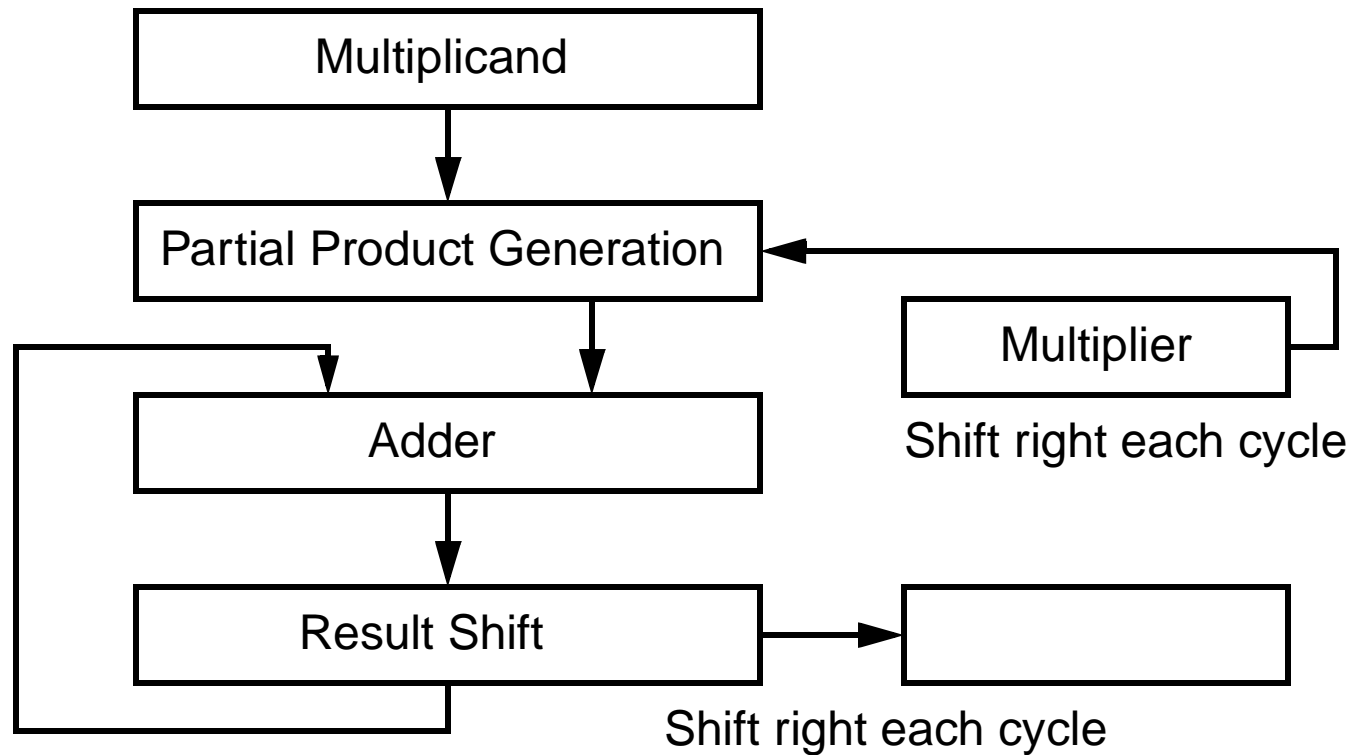 Multiplicand
Partial Product Generation
Multiplier
Adder
Shift right each cycle
Result Shift
Shift right each cycle